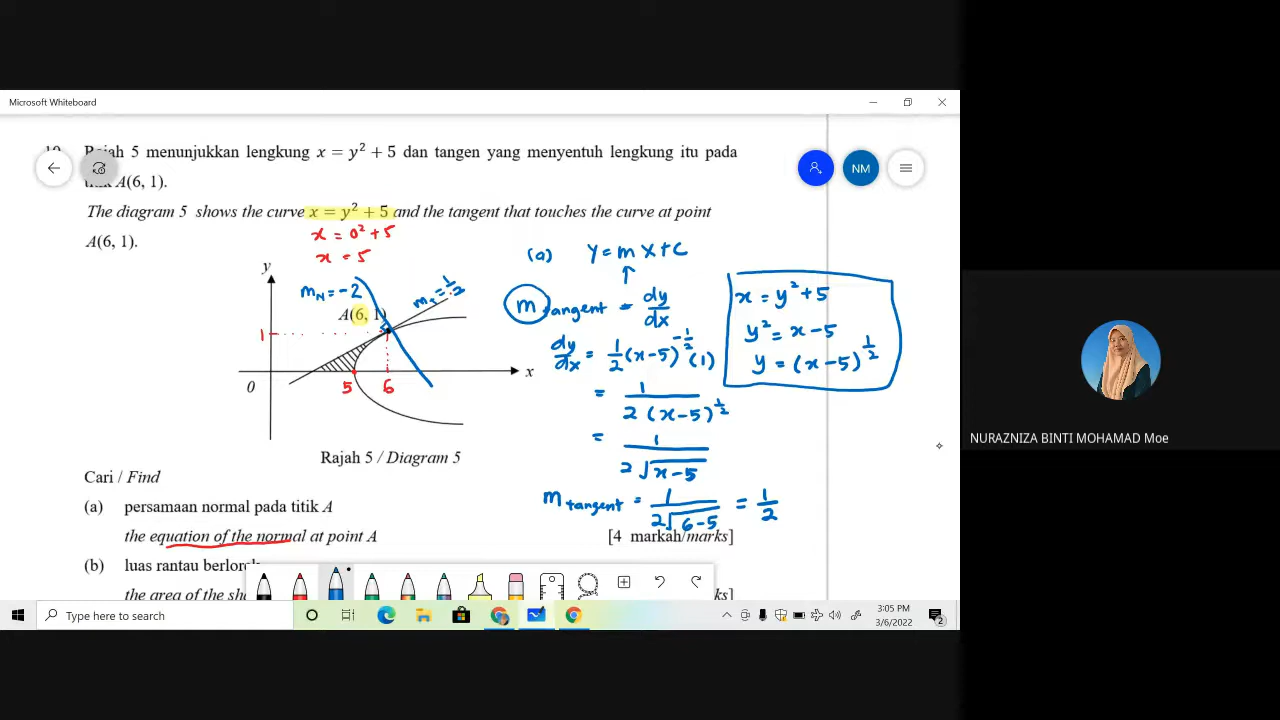 Microsoft Whiteboard
Rajah 5 menunjukkan lengkung x = y² + 5 dan tangen yang menyentuh lengkung itu pada
A(6, 1).
The diagram 5 shows the curve x = y² + 5 and the tangent that touches the curve at point
A(6, 1).
x = 0² + 5
x = 5
y
m_N = -2
m_T = 1/2
A(6, 1)
1
0
5
6
x
Rajah 5 / Diagram 5
(a) Y = m X + C
↑
m tangent = dy/dx
dy/dx = 1/2 (x-5)^-1/2 (1)
= 1 / 2 (x-5)^1/2
= 1 / 2√x-5
m tangent = 1 / 2√6-5 = 1/2
x = y² + 5
y² = x - 5
y = (x - 5)^1/2
Cari / Find
(a) persamaan normal pada titik A
the equation of the normal at point A
[4 markah/marks]
(b) luas rantau
the area of the
NM
NURAZNIZA BINTI MOHAMAD Moe
Type here to search
3:05 PM
3/6/2022
2